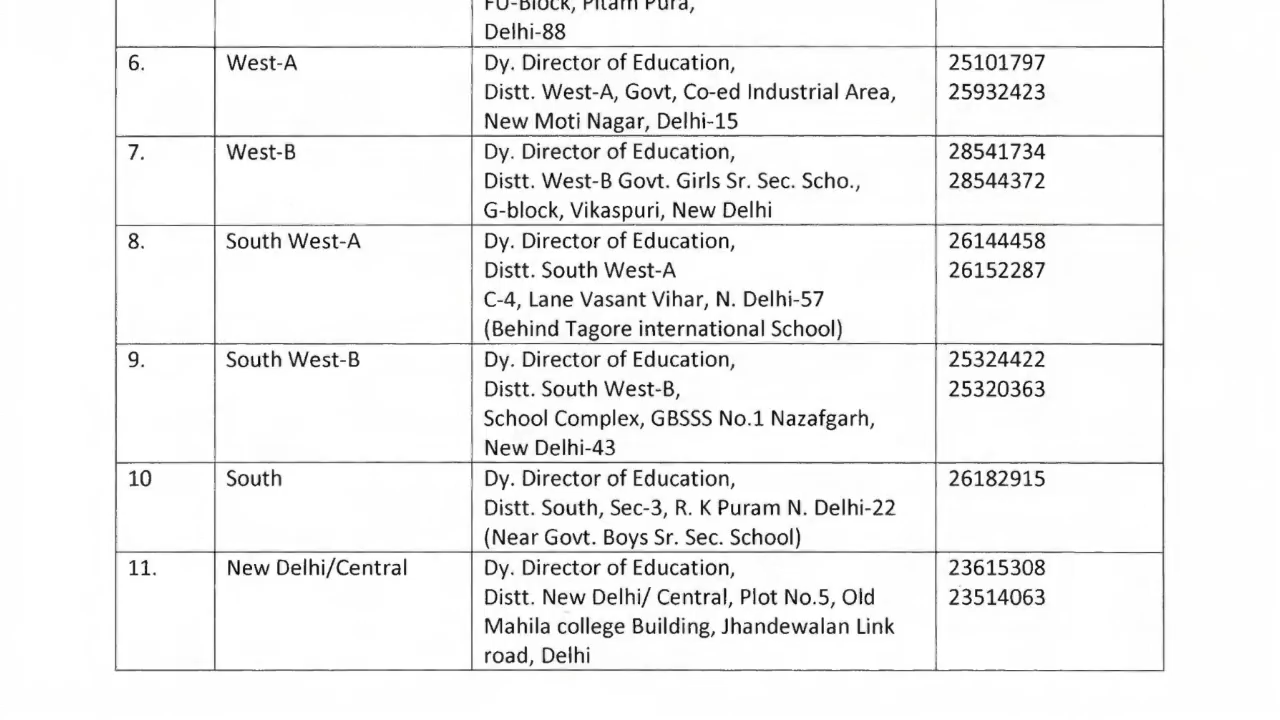 FU-Block, Pitam Pura,
Delhi-88
6. West-A Dy. Director of Education, 25101797
Distt. West-A, Govt, Co-ed Industrial Area, 25932423
New Moti Nagar, Delhi-15
7. West-B Dy. Director of Education, 28541734
Distt. West-B Govt. Girls Sr. Sec. Scho., 28544372
G-block, Vikaspuri, New Delhi
8. South West-A Dy. Director of Education, 26144458
Distt. South West-A 26152287
C-4, Lane Vasant Vihar, N. Delhi-57
(Behind Tagore international School)
9. South West-B Dy. Director of Education, 25324422
Distt. South West-B, 25320363
School Complex, GBSSS No.1 Nazafgarh,
New Delhi-43
10 South Dy. Director of Education, 26182915
Distt. South, Sec-3, R. K Puram N. Delhi-22
(Near Govt. Boys Sr. Sec. School)
11. New Delhi/Central Dy. Director of Education, 23615308
Distt. New Delhi/ Central, Plot No.5, Old 23514063
Mahila college Building, Jhandewalan Link
road, Delhi